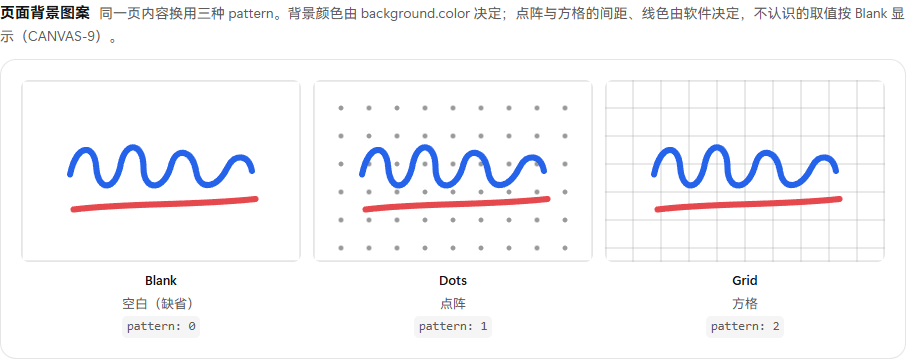 页面背景图案 同一页内容换用三种 pattern。背景颜色由 background.color 决定；点阵与方格的间距、线色由软件决定，不认识的取值按 Blank 显
示（CANVAS-9）。
Blank
空白（缺省）
pattern: 0
Dots
点阵
pattern: 1
Grid
方格
pattern: 2